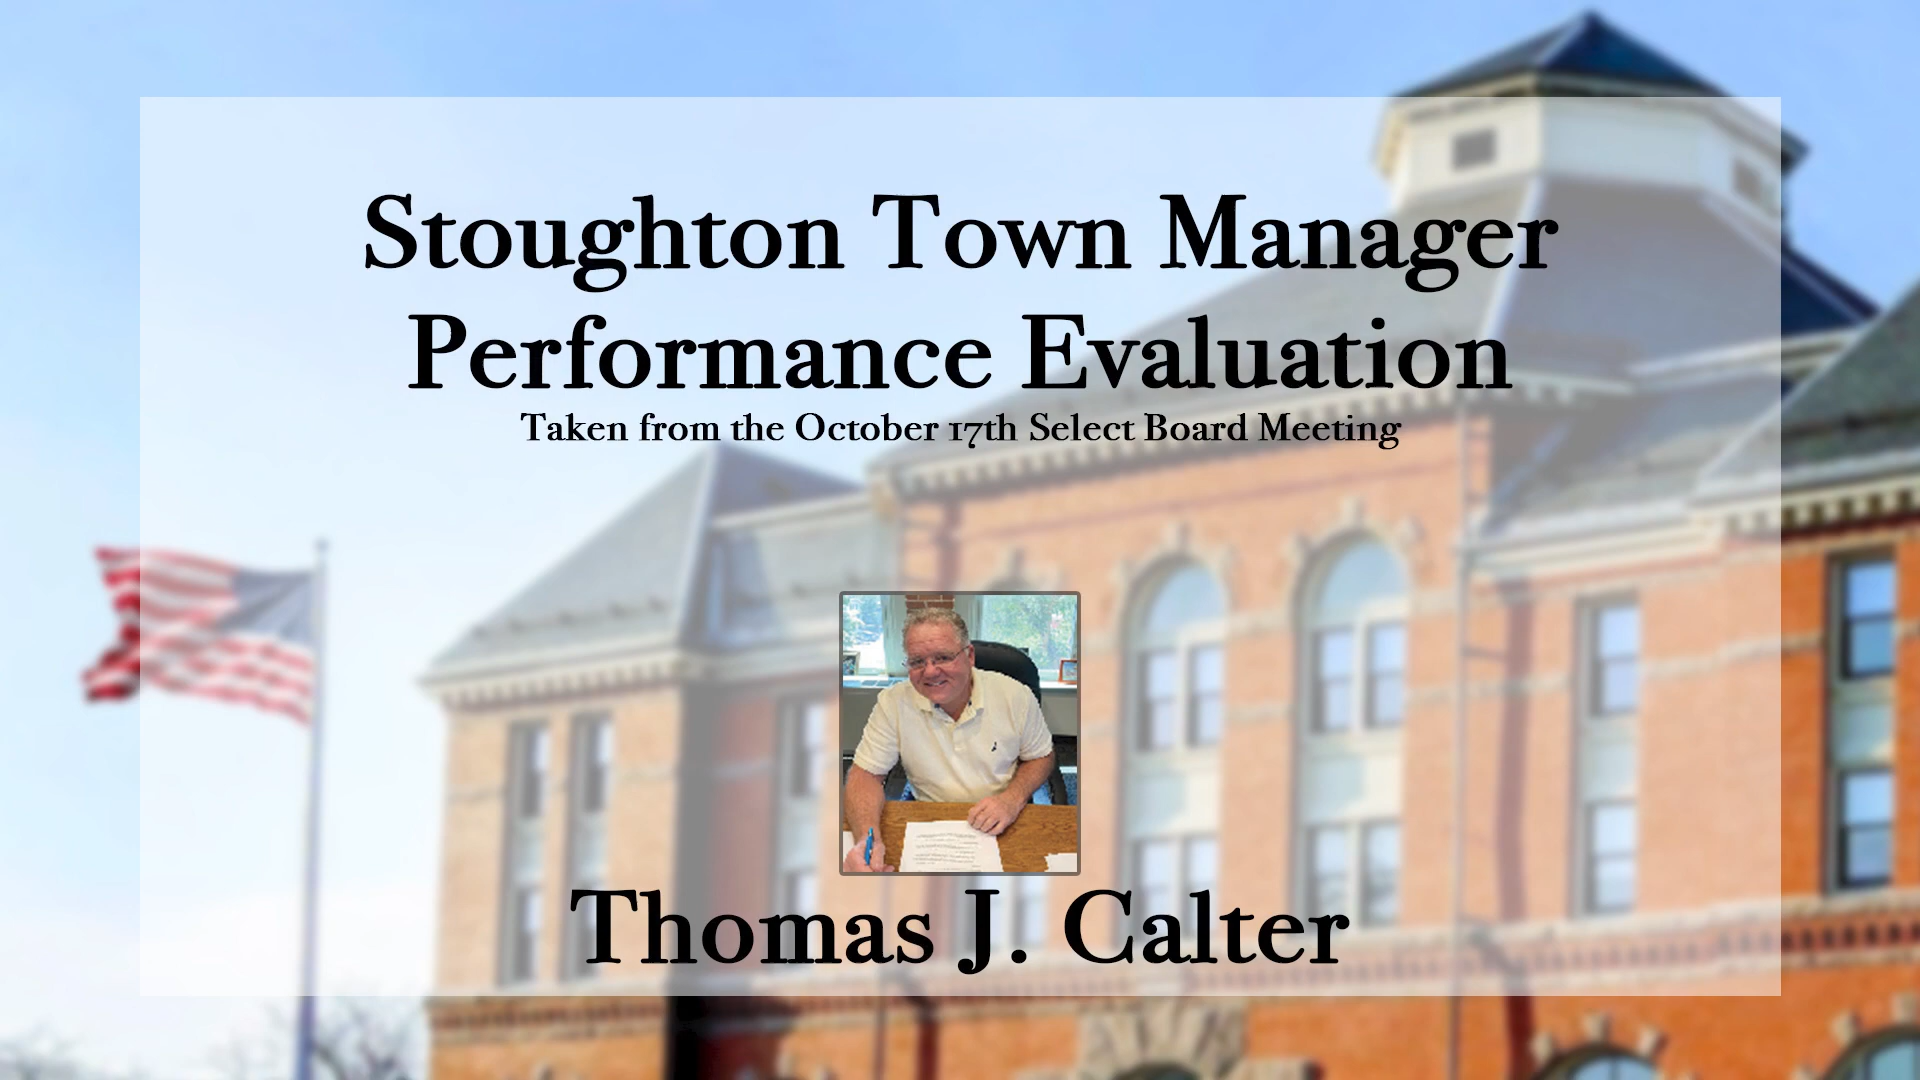 Stoughton Town Manager
Performance Evaluation
Taken from the October 17th Select Board Meeting
Thomas J. Calter